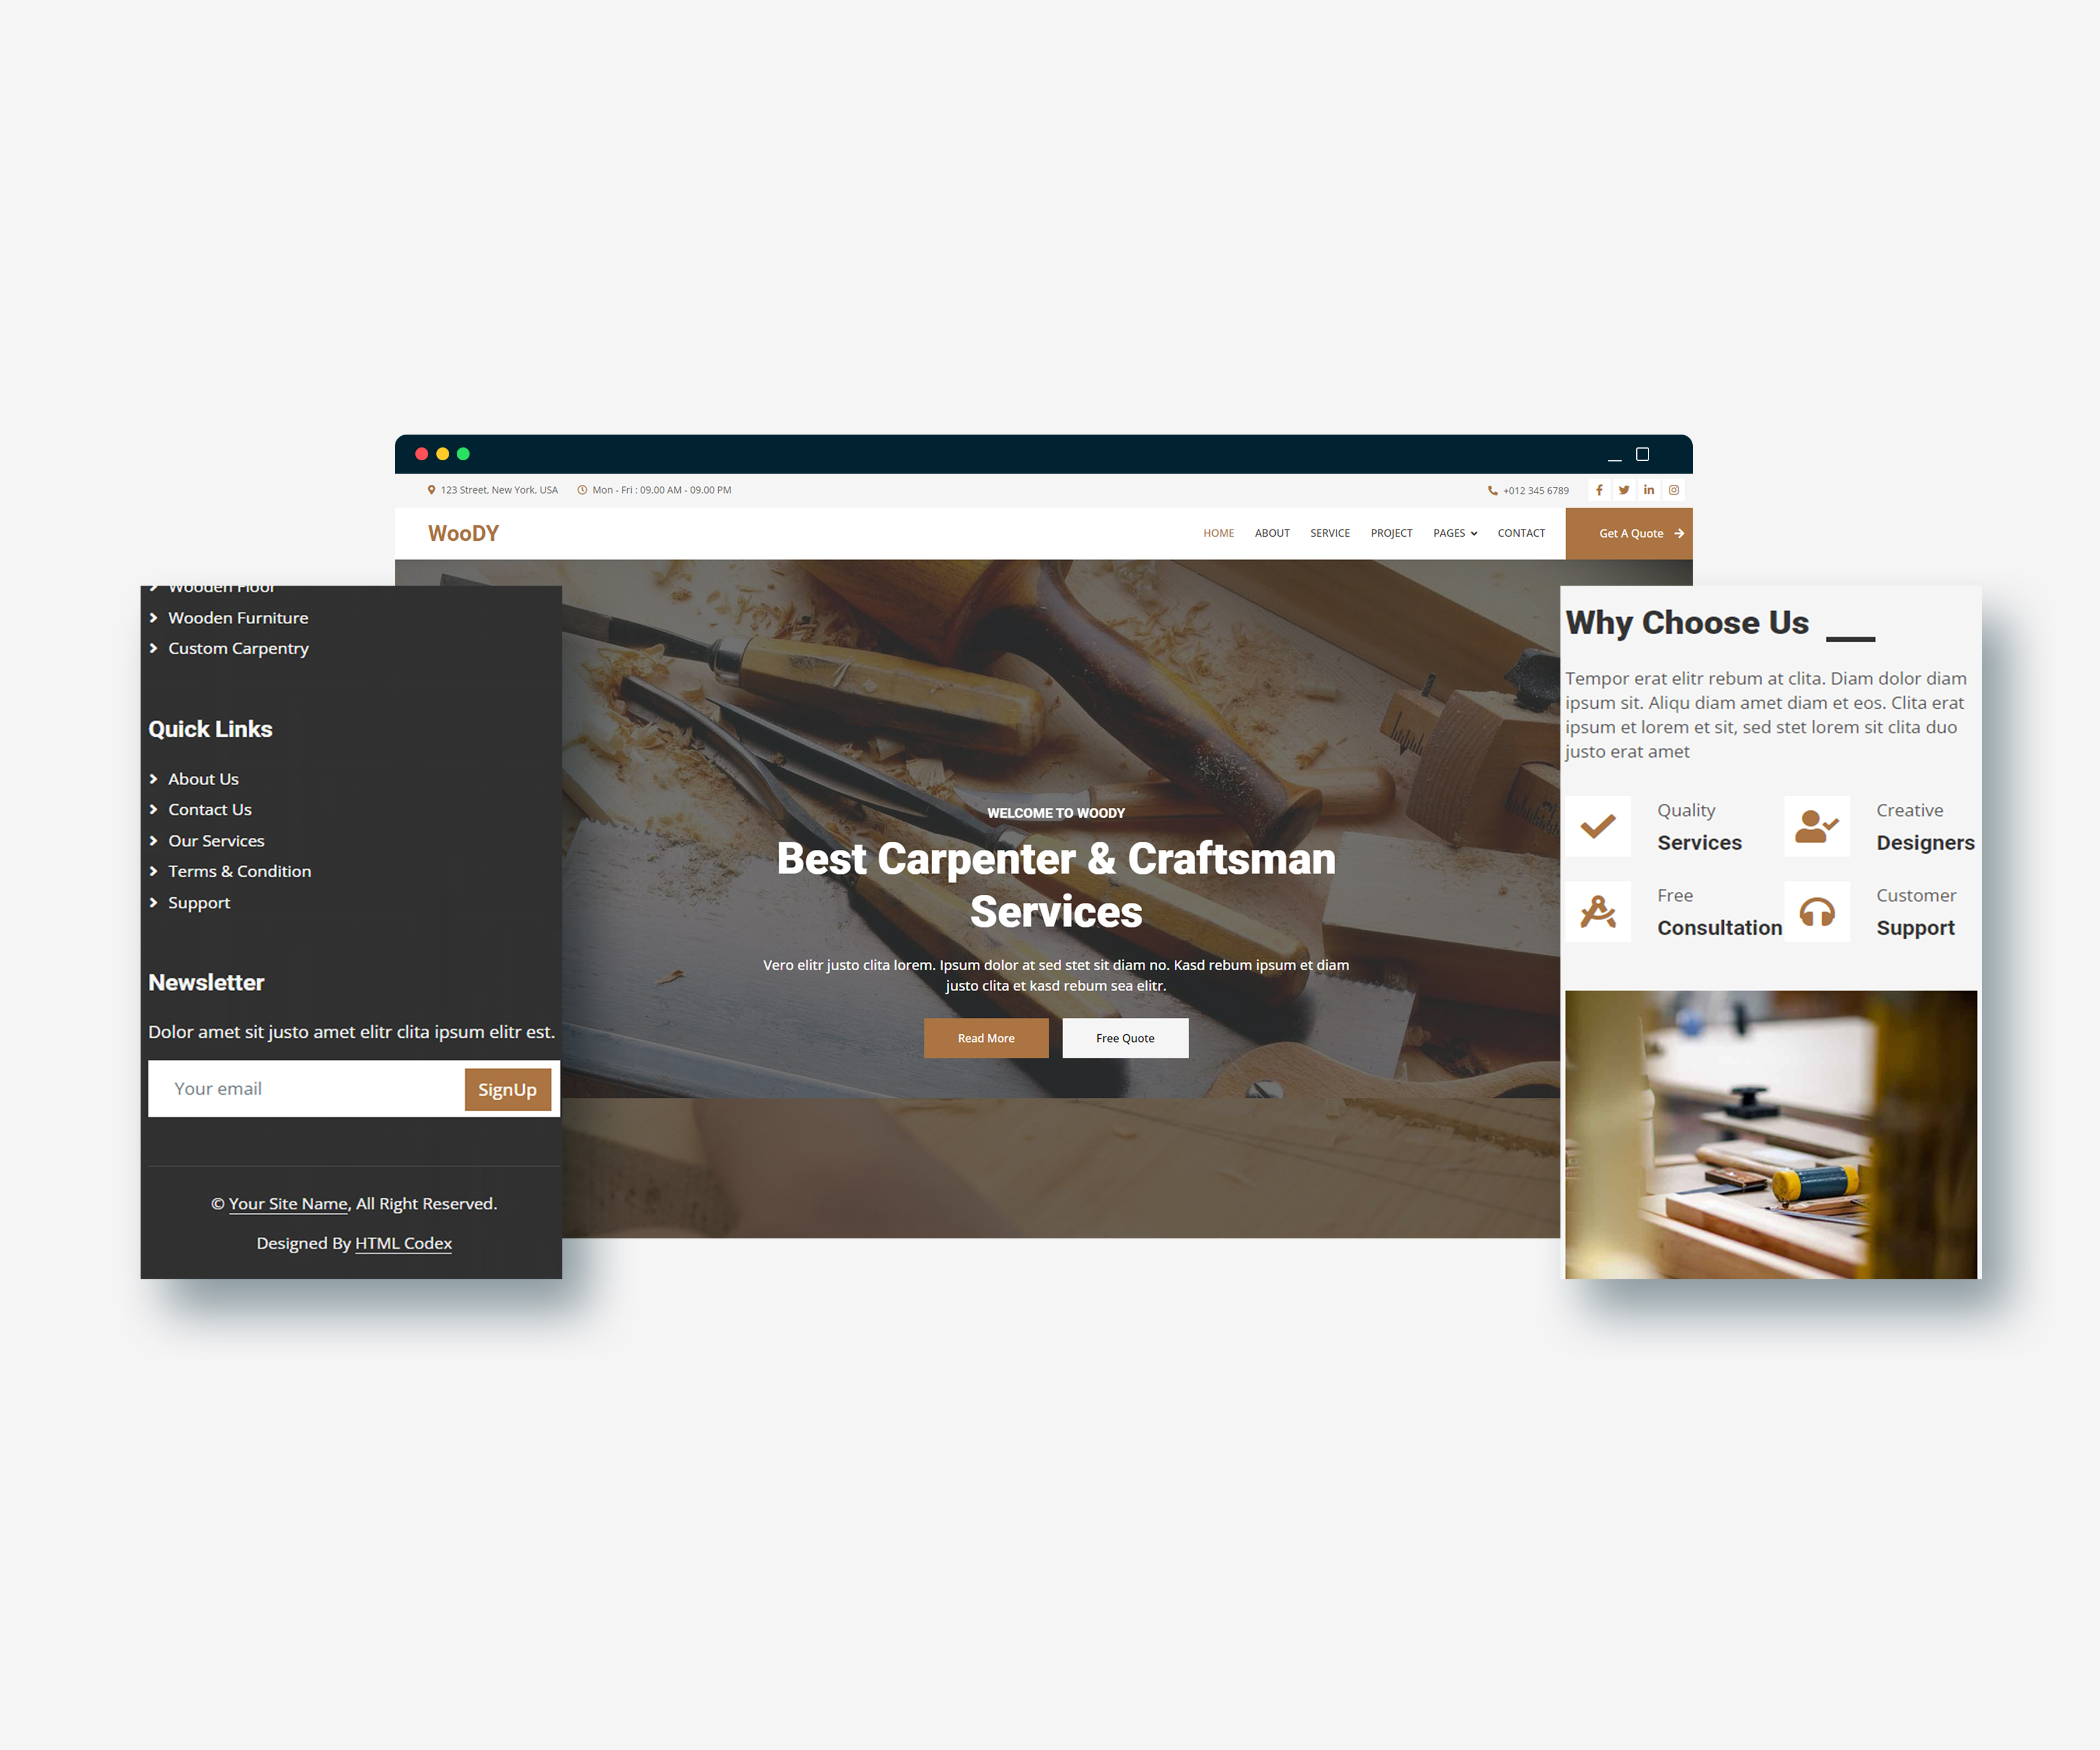 123 Street, New York, USA
Mon - Fri : 09.00 AM - 09.00 PM
+012 345 6789
WooDY
HOME
ABOUT
SERVICE
PROJECT
PAGES
CONTACT
Get A Quote
WELCOME TO WOODY
Best Carpenter & Craftsman
Services
Vero elitr justo clita lorem. Ipsum dolor at sed stet sit diam no. Kasd rebum ipsum et diam
justo clita et kasd rebum sea elitr.
Read More
Free Quote
Wooden Floor
Wooden Furniture
Custom Carpentry
Quick Links
About Us
Contact Us
Our Services
Terms & Condition
Support
Newsletter
Dolor amet sit justo amet elitr clita ipsum elitr est.
Your email
SignUp
© Your Site Name, All Right Reserved.
Designed By HTML Codex
Why Choose Us
Tempor erat elitr rebum at clita. Diam dolor diam
ipsum sit. Aliqu diam amet diam et eos. Clita erat
ipsum et lorem et sit, sed stet lorem sit clita duo
justo erat amet
Quality
Services
Creative
Designers
Free
Consultation
Customer
Support